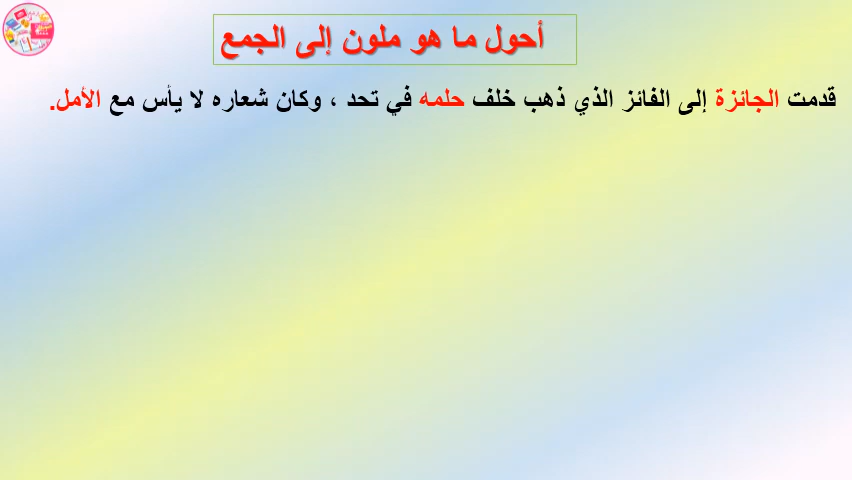 أحول ما هو ملون إلى الجمع
قدمت الجائزة إلى الفائز الذي ذهب خلف حلمه في تحد ، وكان شعاره لا يأس مع الأمل.